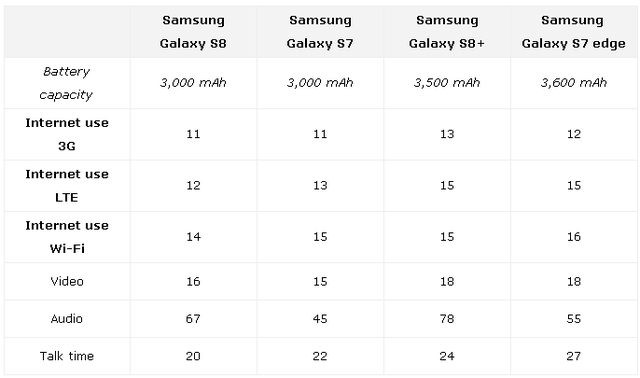 Samsung Galaxy S8 Samsung Galaxy S7 Samsung Galaxy S8+ Samsung Galaxy S7 edge
Battery capacity 3,000 mAh 3,000 mAh 3,500 mAh 3,600 mAh
Internet use 3G 11 11 13 12
Internet use LTE 12 13 15 15
Internet use Wi-Fi 14 15 15 16
Video 16 15 18 18
Audio 67 45 78 55
Talk time 20 22 24 27